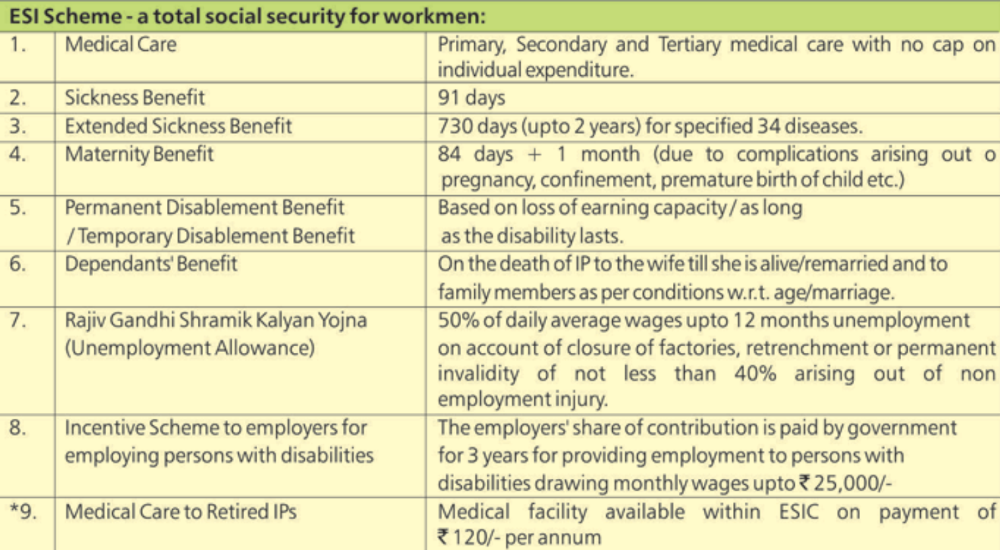 ESI Scheme - a total social security for workmen:
1. Medical Care Primary, Secondary and Tertiary medical care with no cap on
individual expenditure.
2. Sickness Benefit 91 days
3. Extended Sickness Benefit 730 days (upto 2 years) for specified 34 diseases.
4. Maternity Benefit 84 days + 1 month (due to complications arising out o
pregnancy, confinement, premature birth of child etc.)
5. Permanent Disablement Benefit Based on loss of earning capacity / as long
/ Temporary Disablement Benefit as the disability lasts.
6. Dependants' Benefit On the death of IP to the wife till she is alive/remarried and to
family members as per conditions w.r.t. age/marriage.
7. Rajiv Gandhi Shramik Kalyan Yojna 50% of daily average wages upto 12 months unemployment
(Unemployment Allowance) on account of closure of factories, retrenchment or permanent
invalidity of not less than 40% arising out of non
employment injury.
8. Incentive Scheme to employers for The employers' share of contribution is paid by government
employing persons with disabilities for 3 years for providing employment to persons with
disabilities drawing monthly wages upto ₹ 25,000/-
*9. Medical Care to Retired IPs Medical facility available within ESIC on payment of
₹ 120/- per annum